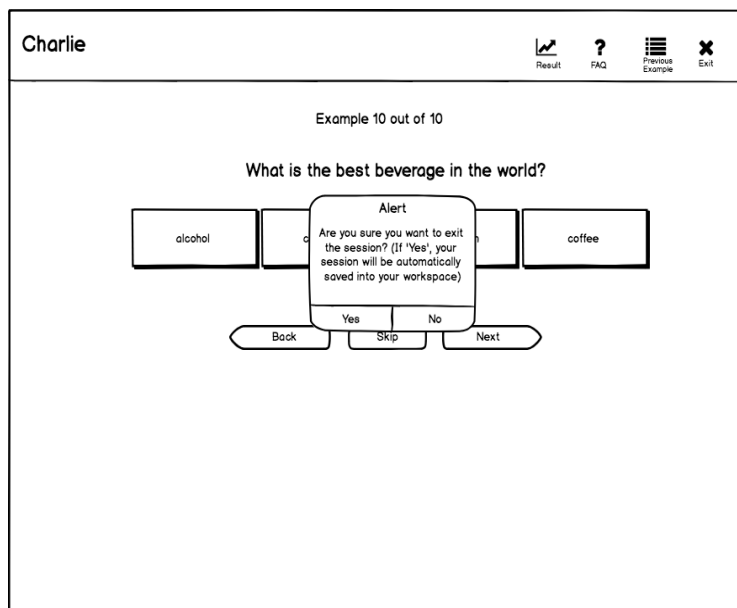 Charlie
Result
FAQ
Previous
Example
Exit
Example 10 out of 10
What is the best beverage in the world?
alcohol
coffee
Alert
Are you sure you want to exit
the session? (If 'Yes', your
session will be automatically
saved into your workspace)
Yes
No
Back
Skip
Next